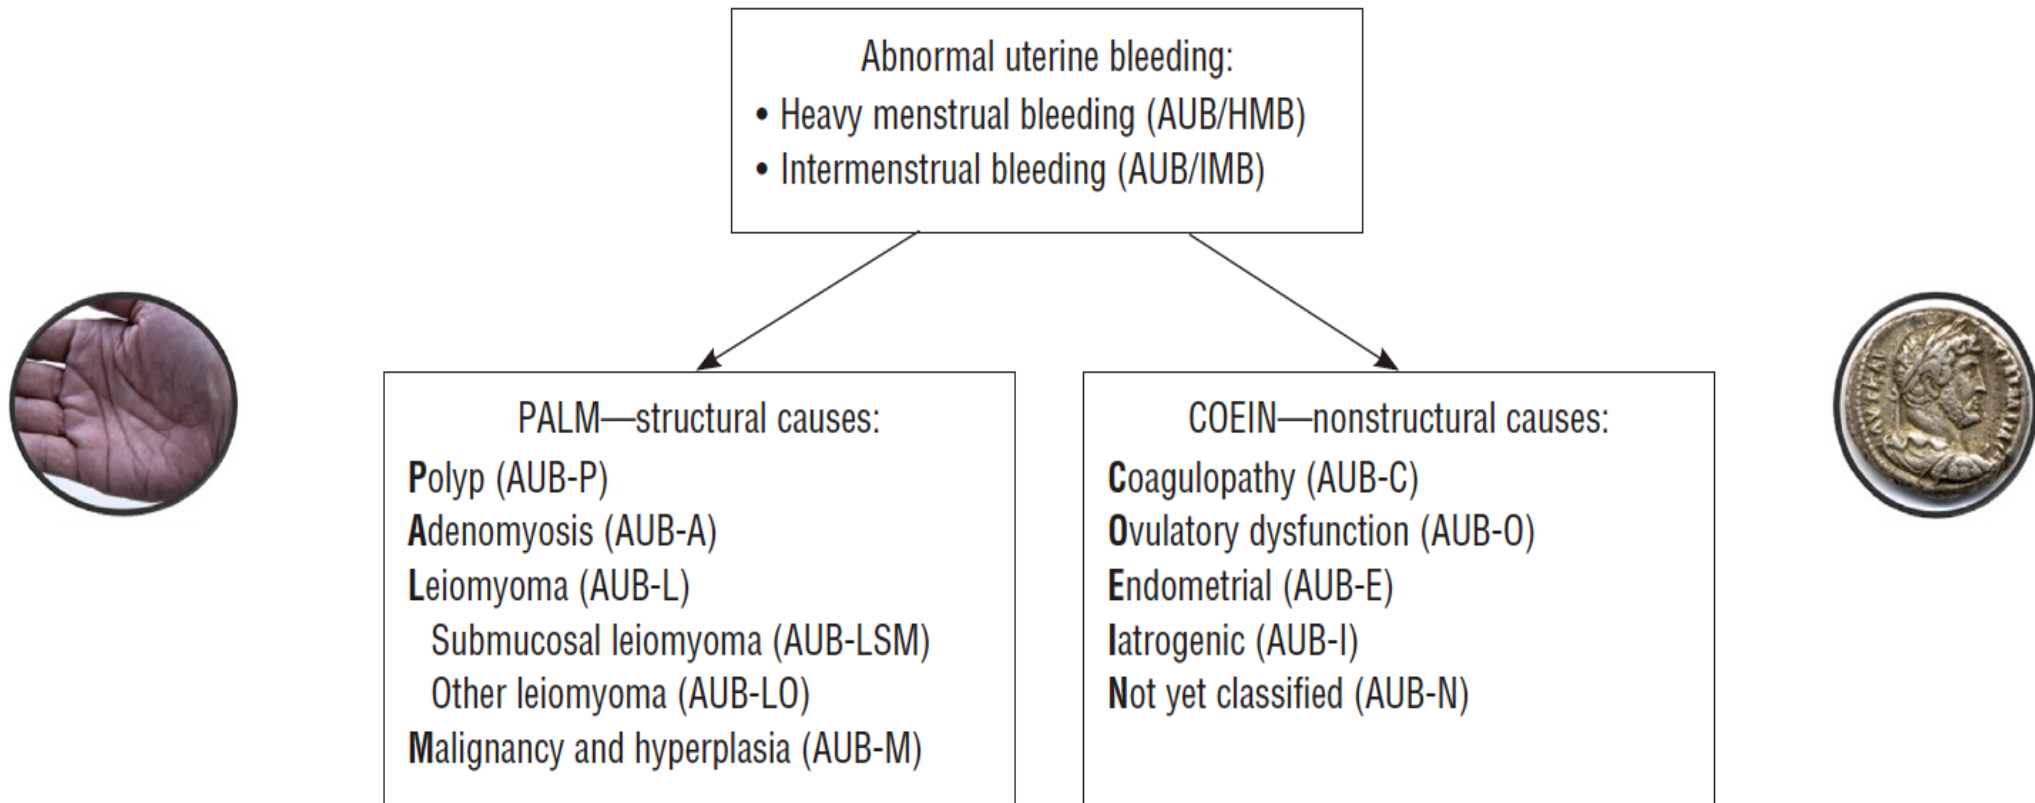 Abnormal uterine bleeding:
• Heavy menstrual bleeding (AUB/HMB)
• Intermenstrual bleeding (AUB/IMB)
PALM—structural causes:
Polyp (AUB-P)
Adenomyosis (AUB-A)
Leiomyoma (AUB-L)
Submucosal leiomyoma (AUB-LSM)
Other leiomyoma (AUB-LO)
Malignancy and hyperplasia (AUB-M)
COEIN—nonstructural causes:
Coagulopathy (AUB-C)
Ovulatory dysfunction (AUB-O)
Endometrial (AUB-E)
Iatrogenic (AUB-I)
Not yet classified (AUB-N)